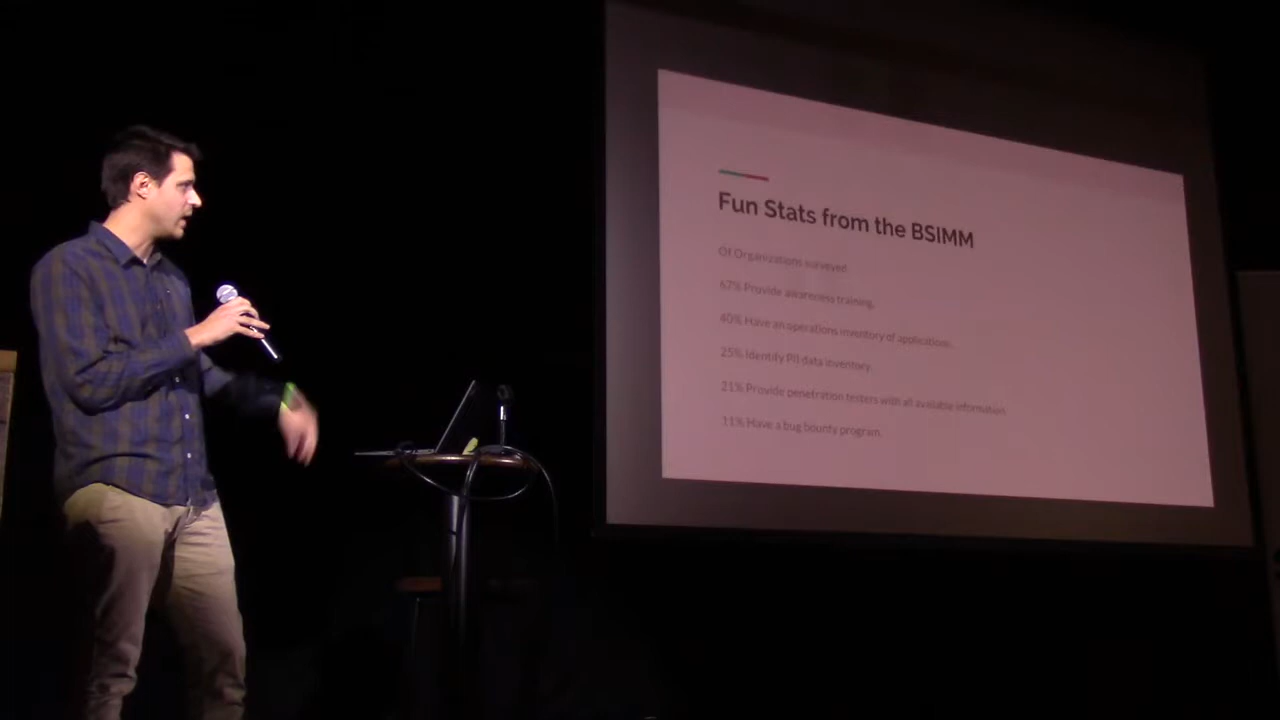 Fun Stats from the BSIMM
Of Organizations surveyed
67% Provide awareness training.
40% Have an operations inventory of applications.
25% Identify PII data inventory.
21% Provide penetration testers with all available information.
11% Have a bug bounty program.